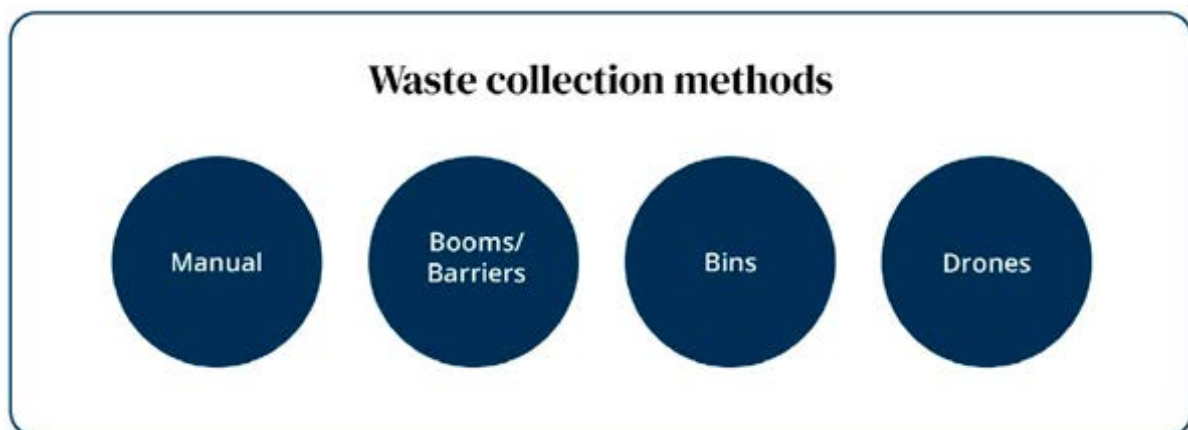 Waste collection methods
Manual
Booms/
Barriers
Bins
Drones